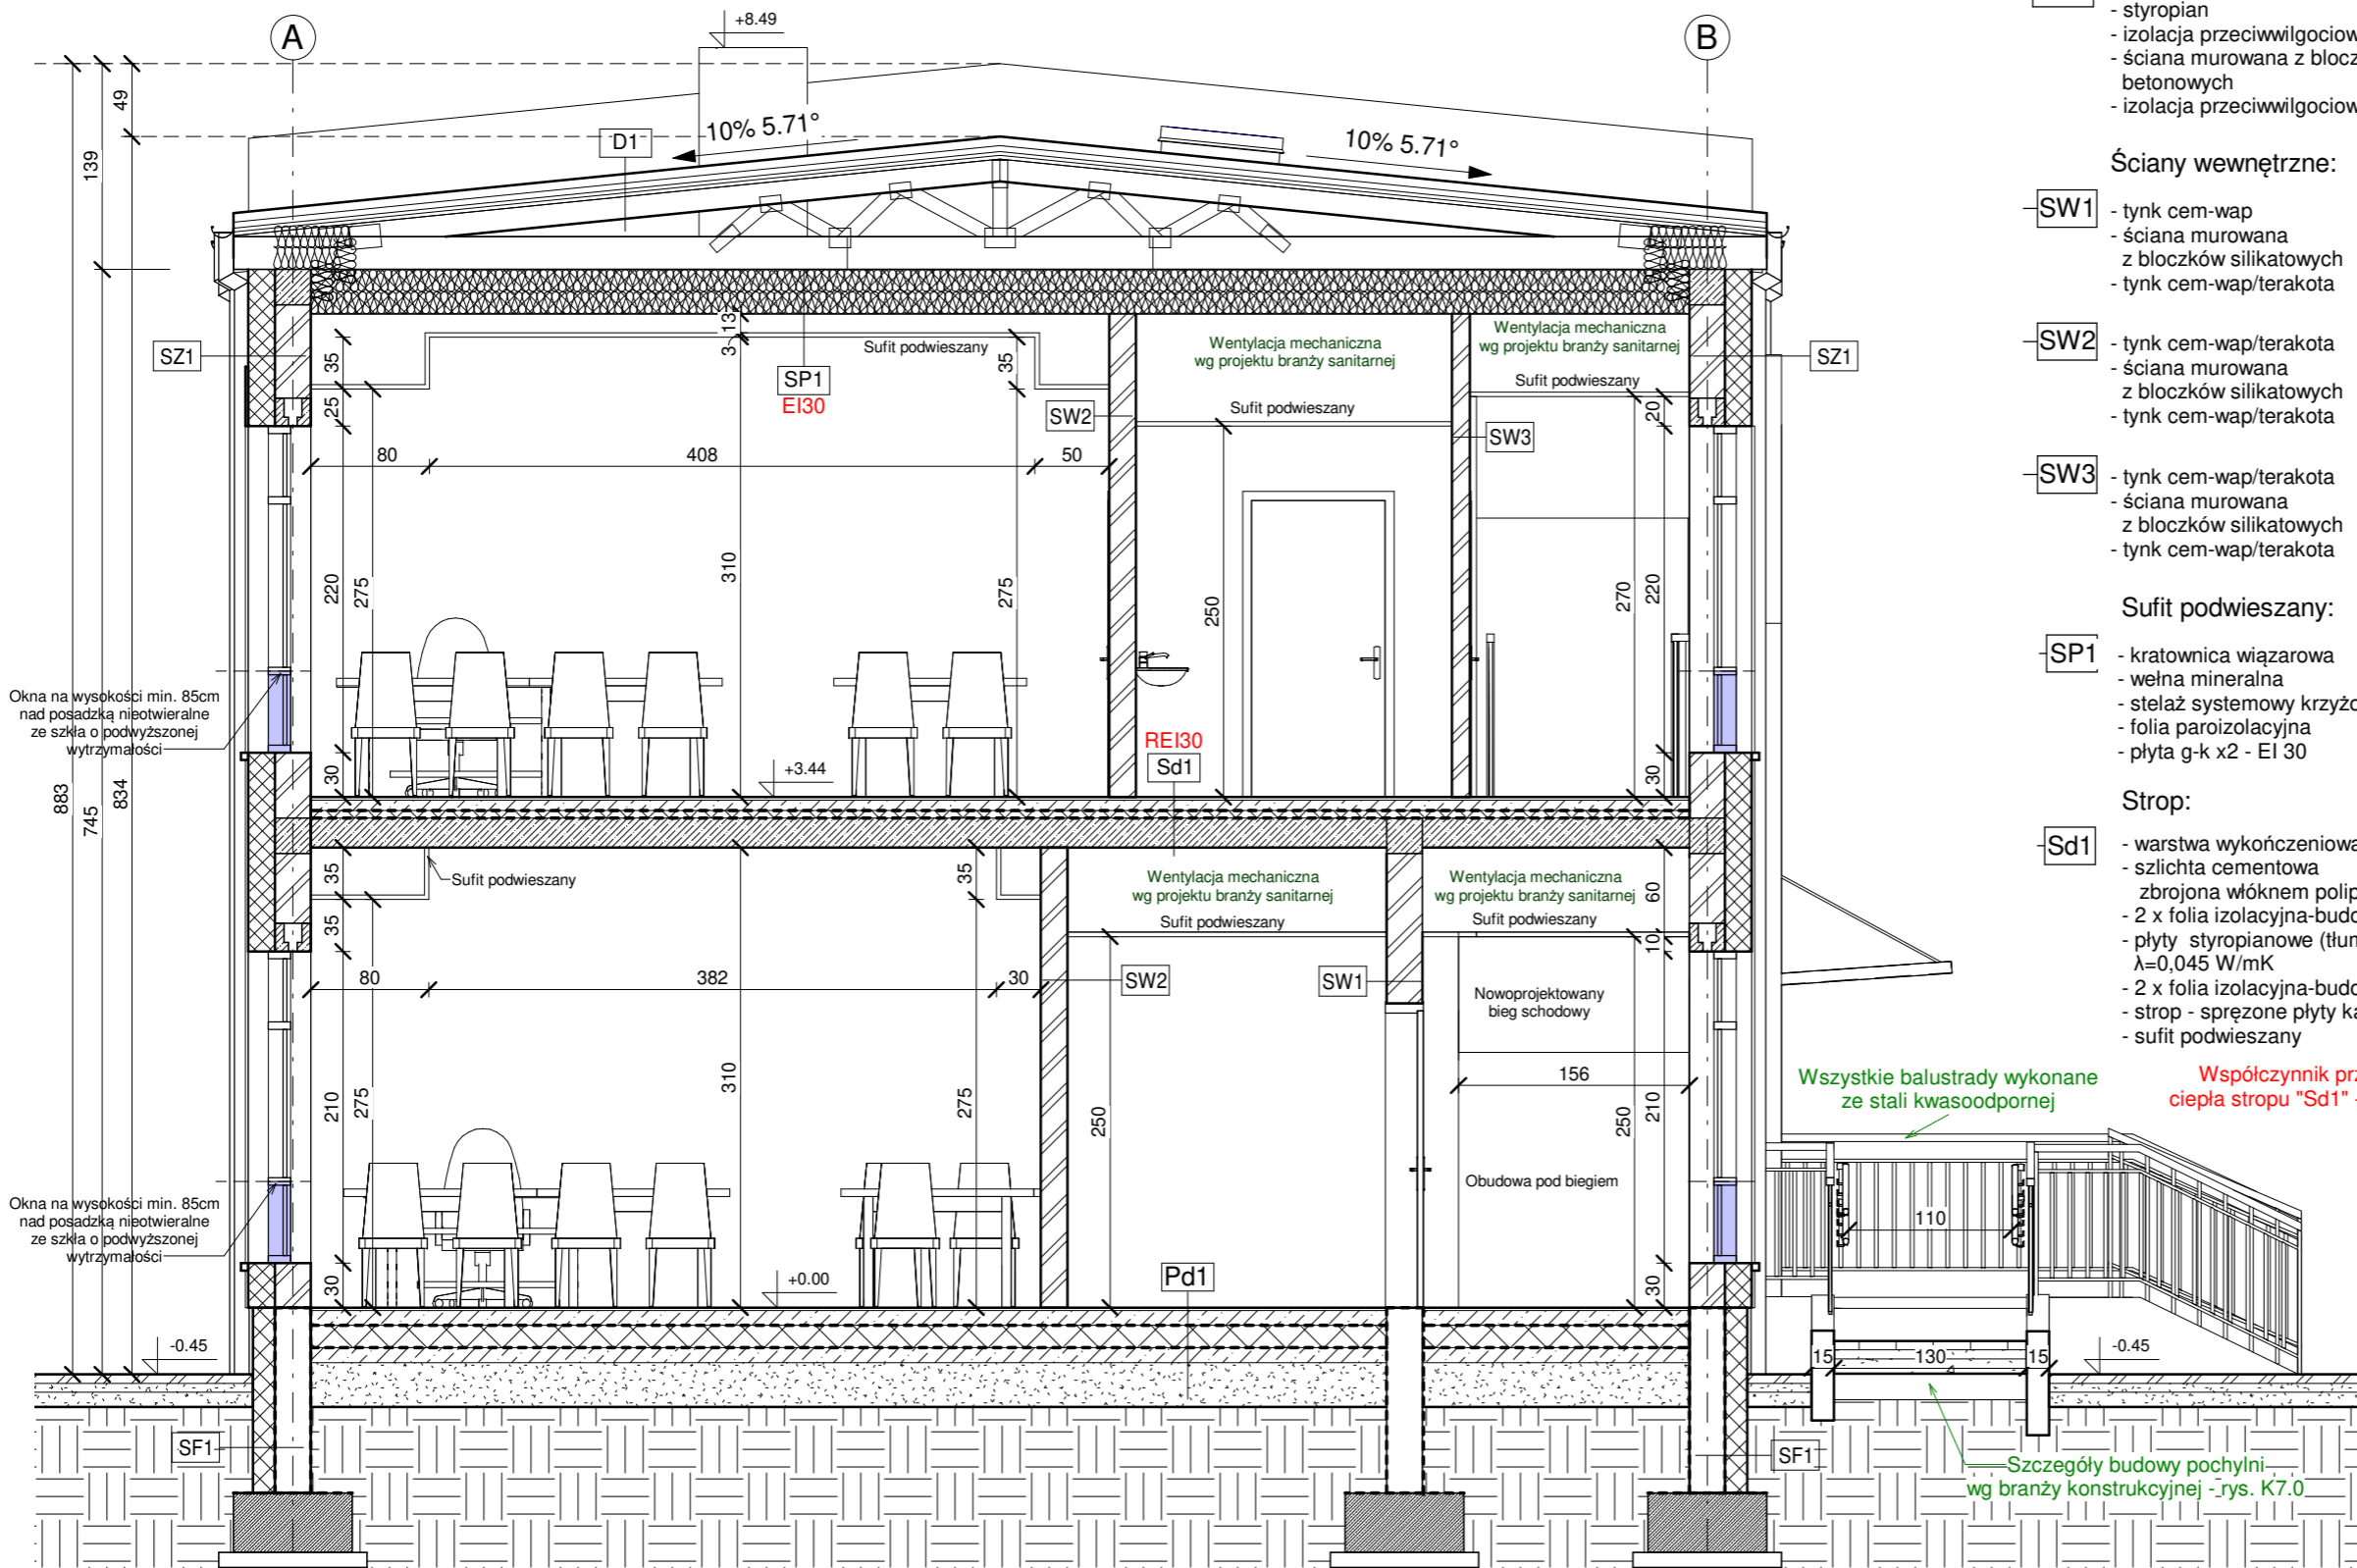 A
B
+8.49
49
139
883
745
834
D1
10% 5.71°
10% 5.71°
SZ1
SZ1
35
25
220
275
30
13
3
SP1
EI30
Sufit podwieszany
35
80
408
50
310
275
SW2
Wentylacja mechaniczna
wg projektu branży sanitarnej
Sufit podwieszany
250
SW3
Wentylacja mechaniczna
wg projektu branży sanitarnej
Sufit podwieszany
20
270
220
30
Okna na wysokości min. 85cm
nad posadzką nieotwieralne
ze szkła o podwyższonej
wytrzymałości
+3.44
REI30
Sd1
35
35
210
275
30
Sufit podwieszany
35
80
382
30
310
275
SW2
Wentylacja mechaniczna
wg projektu branży sanitarnej
Sufit podwieszany
250
SW1
Wentylacja mechaniczna
wg projektu branży sanitarnej
Sufit podwieszany
60
10
Nowoprojektowany
bieg schodowy
156
250
210
Obudowa pod biegiem
30
Okna na wysokości min. 85cm
nad posadzką nieotwieralne
ze szkła o podwyższonej
wytrzymałości
+0.00
Pd1
-0.45
SF1
SF1
Wszystkie balustrady wykonane
ze stali kwasoodpornej
110
15
130
15
-0.45
Szczegóły budowy pochylni
wg branży konstrukcyjnej - rys. K7.0
- styropian
- izolacja przeciwwilgociow
- ściana murowana z blocz
betonowych
- izolacja przeciwwilgociow
Ściany wewnętrzne:
SW1
- tynk cem-wap
- ściana murowana
z bloczków silikatowych
- tynk cem-wap/terakota
SW2
- tynk cem-wap/terakota
- ściana murowana
z bloczków silikatowych
- tynk cem-wap/terakota
SW3
- tynk cem-wap/terakota
- ściana murowana
z bloczków silikatowych
- tynk cem-wap/terakota
Sufit podwieszany:
SP1
- kratownica wiązarowa
- wełna mineralna
- stelaż systemowy krzyżo
- folia paroizolacyjna
- płyta g-k x2 - EI 30
Strop:
Sd1
- warstwa wykończeniowa
- szlichta cementowa
zbrojona włóknem polip
- 2 x folia izolacyjna-budo
- płyty styropianowe (tłum
λ=0,045 W/mK
- 2 x folia izolacyjna-budo
- strop - spręzone płyty ka
- sufit podwieszany
Współczynnik prz
ciepła stropu "Sd1" -